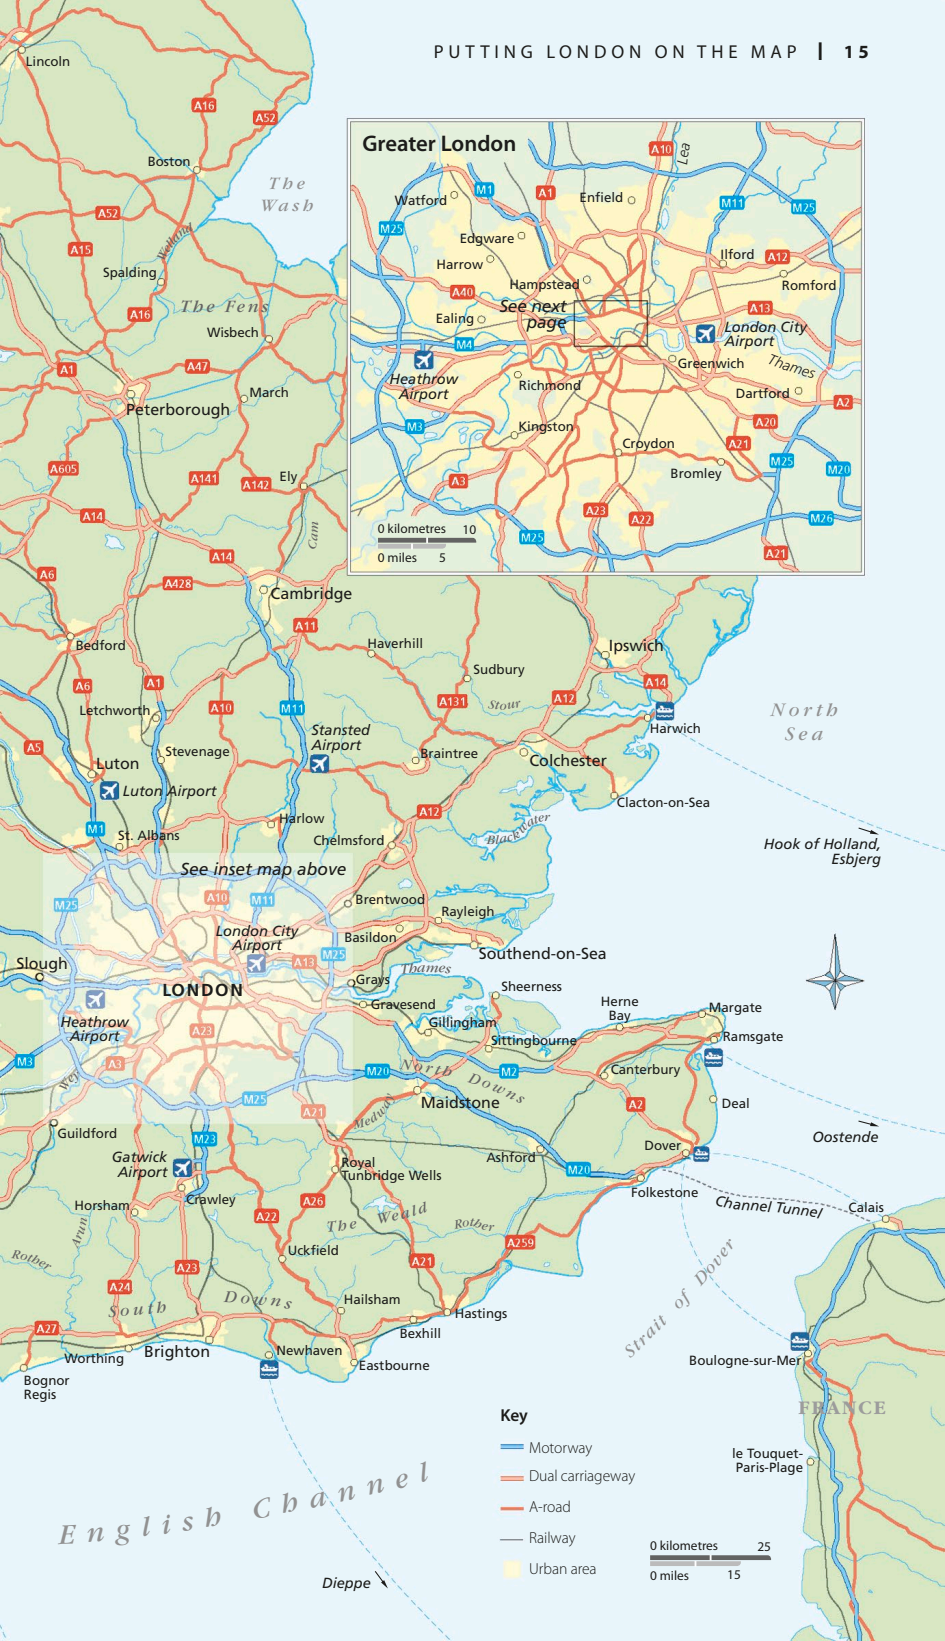 PUTTING LONDON ON THE MAP | 15
Lincoln
A16
A52
Boston
The
Wash
A52
A15
Welland
Spalding
The Fens
A16
Wisbech
A1
A47
March
Peterborough
A605
A141
A142
Ely
A14
Cam
A14
A6
A428
Cambridge
Greater London
A10
Lea
Watford
M1
A1
Enfield
M11
M25
M25
Edgware
Harrow
Ilford
A12
Hampstead
Romford
A40
See next
page
A13
Ealing
London City
Airport
M4
Heathrow
Airport
Greenwich
Thames
Richmond
Dartford
A2
M3
Kingston
A20
Croydon
A21
Bromley
M25
M20
A3
A23
A22
M26
0 kilometres 10
0 miles 5
M25
A21
A11
Bedford
Haverhill
Ipswich
Sudbury
A6
A1
A14
A10
M11
A131
A12
Letchworth
Stour
North
Sea
Harwich
Stansted
Airport
A5
Stevenage
Braintree
Colchester
Luton
Luton Airport
Clacton-on-Sea
A12
M1
Harlow
Blackwater
St. Albans
Chelmsford
Hook of Holland,
Esbjerg
See inset map above
M25
A10
M11
Brentwood
Rayleigh
London City
Airport
Basildon
M25
A13
Southend-on-Sea
Slough
Thames
Grays
LONDON
Sheerness
Gravesend
Herne
Bay
Margate
Heathrow
Airport
A23
Gillingham
Ramsgate
Sittingbourne
M3
A3
M20
North Downs
M2
Canterbury
Wey
M25
Maidstone
A2
Deal
A21
Medway
Guildford
M23
Oostende
Gatwick
Airport
Ashford
Dover
Royal
Tunbridge Wells
M20
Folkestone
Horsham
Crawley
A26
Channel Tunnel
Calais
Arun
A22
The Weald
Rother
Rother
Uckfield
A259
A23
A21
A24
South Downs
Hailsham
Strait of Dover
Hastings
A27
Bexhill
Worthing
Brighton
Newhaven
Eastbourne
Boulogne-sur-Mer
Bognor
Regis
FRANCE
Key
Motorway
Dual carriageway
A-road
Railway
Urban area
le Touquet-
Paris-Plage
English Channel
0 kilometres 25
0 miles 15
Dieppe